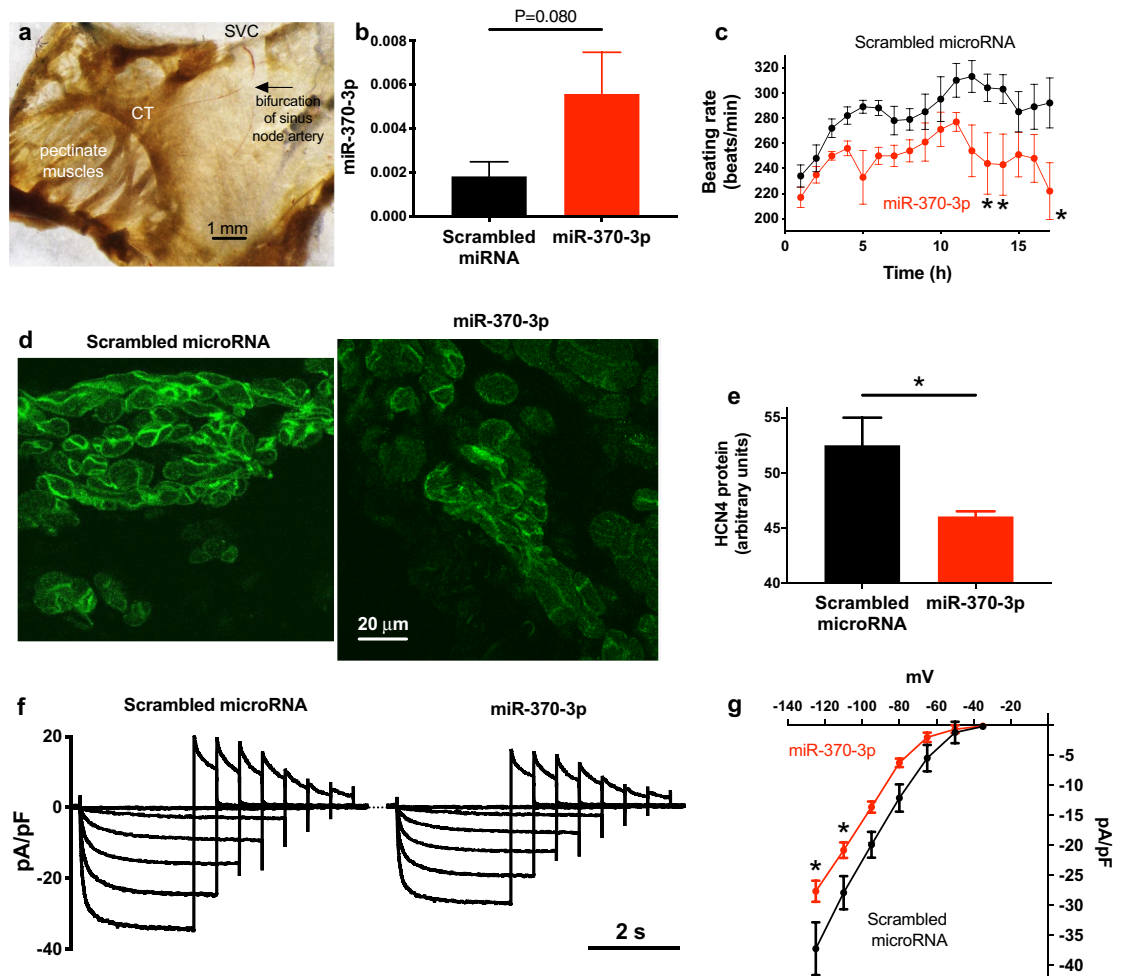 a
SVC
CT
bifurcation
of sinus
node artery
pectinate
muscles
1 mm
b
P=0.080
miR-370-3p
0.008
0.006
0.004
0.002
0.000
Scrambled
miRNA
miR-370-3p
c
Scrambled microRNA
Beating rate
(beats/min)
320
300
280
260
240
220
200
miR-370-3p
* *
*
0
5
10
15
Time (h)
d
Scrambled microRNA
miR-370-3p
20 μm
e
*
HCN4 protein
(arbitrary units)
55
50
45
40
Scrambled
microRNA
miR-370-3p
f
Scrambled microRNA
miR-370-3p
pA/pF
20
0
-20
-40
2 s
g
mV
-140 -120 -100 -80 -60 -40 -20
miR-370-3p
*
*
Scrambled
microRNA
-5
-10
-15
-20
-25
-30
-35
-40
pA/pF